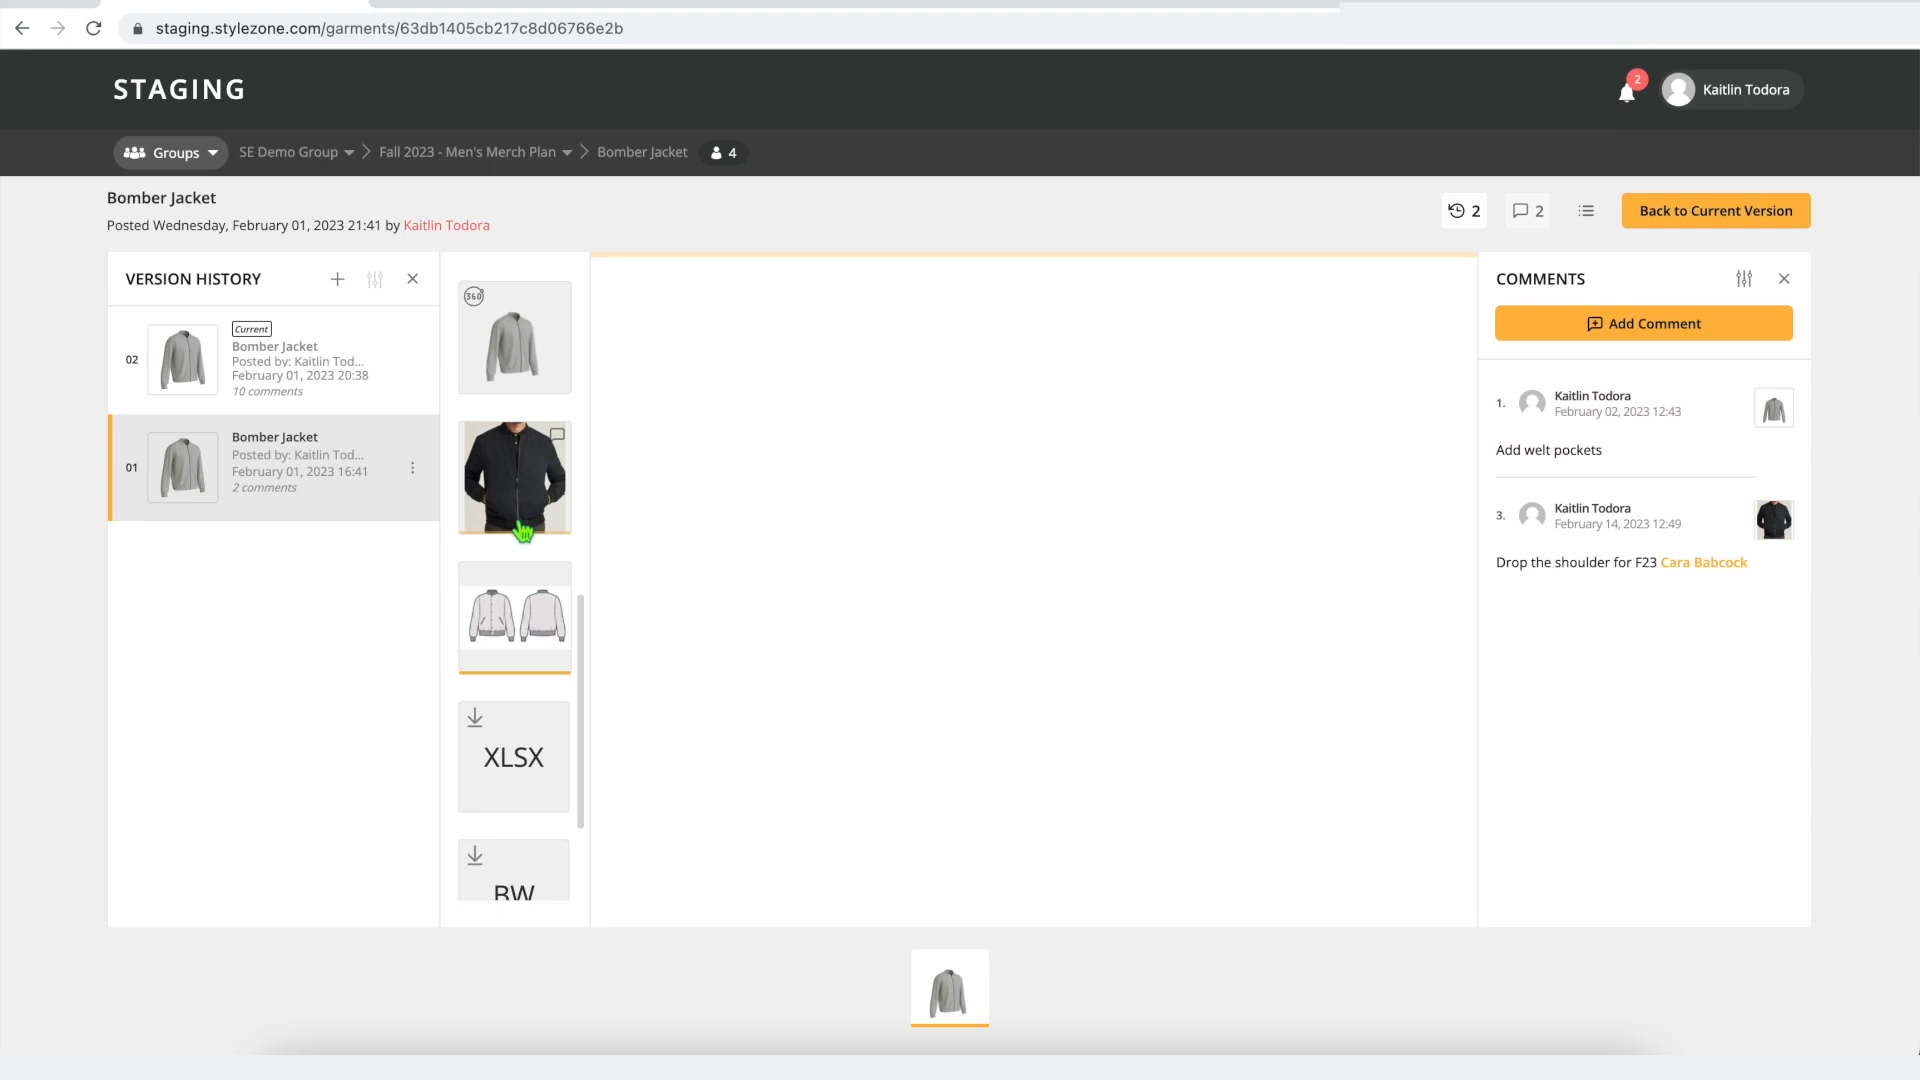 staging.stylezone.com/garments/63db1405cb217c8d06766e2b
STAGING
2
Kaitlin Todora
Groups
SE Demo Group
Fall 2023 - Men's Merch Plan
Bomber Jacket
4
Bomber Jacket
Posted Wednesday, February 01, 2023 21:41 by Kaitlin Todora
2
2
Back to Current Version
VERSION HISTORY
02
Current
Bomber Jacket
Posted by: Kaitlin Tod...
February 01, 2023 20:38
10 comments
01
Bomber Jacket
Posted by: Kaitlin Tod...
February 01, 2023 16:41
2 comments
360
XLSX
BW
COMMENTS
Add Comment
1.
Kaitlin Todora
February 02, 2023 12:43
Add welt pockets
3.
Kaitlin Todora
February 14, 2023 12:49
Drop the shoulder for F23 Cara Babcock